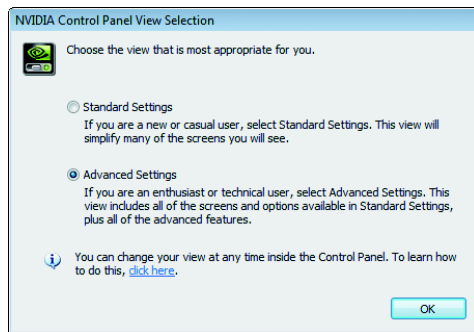 NVIDIA Control Panel View Selection
Choose the view that is most appropriate for you.
Standard Settings
If you are a new or casual user, select Standard Settings. This view will
simplify many of the screens you will see.
Advanced Settings
If you are an enthusiast or technical user, select Advanced Settings. This
view includes all of the screens and options available in Standard Settings,
plus all of the advanced features.
You can change your view at any time inside the Control Panel. To learn how
to do this, click here.
OK